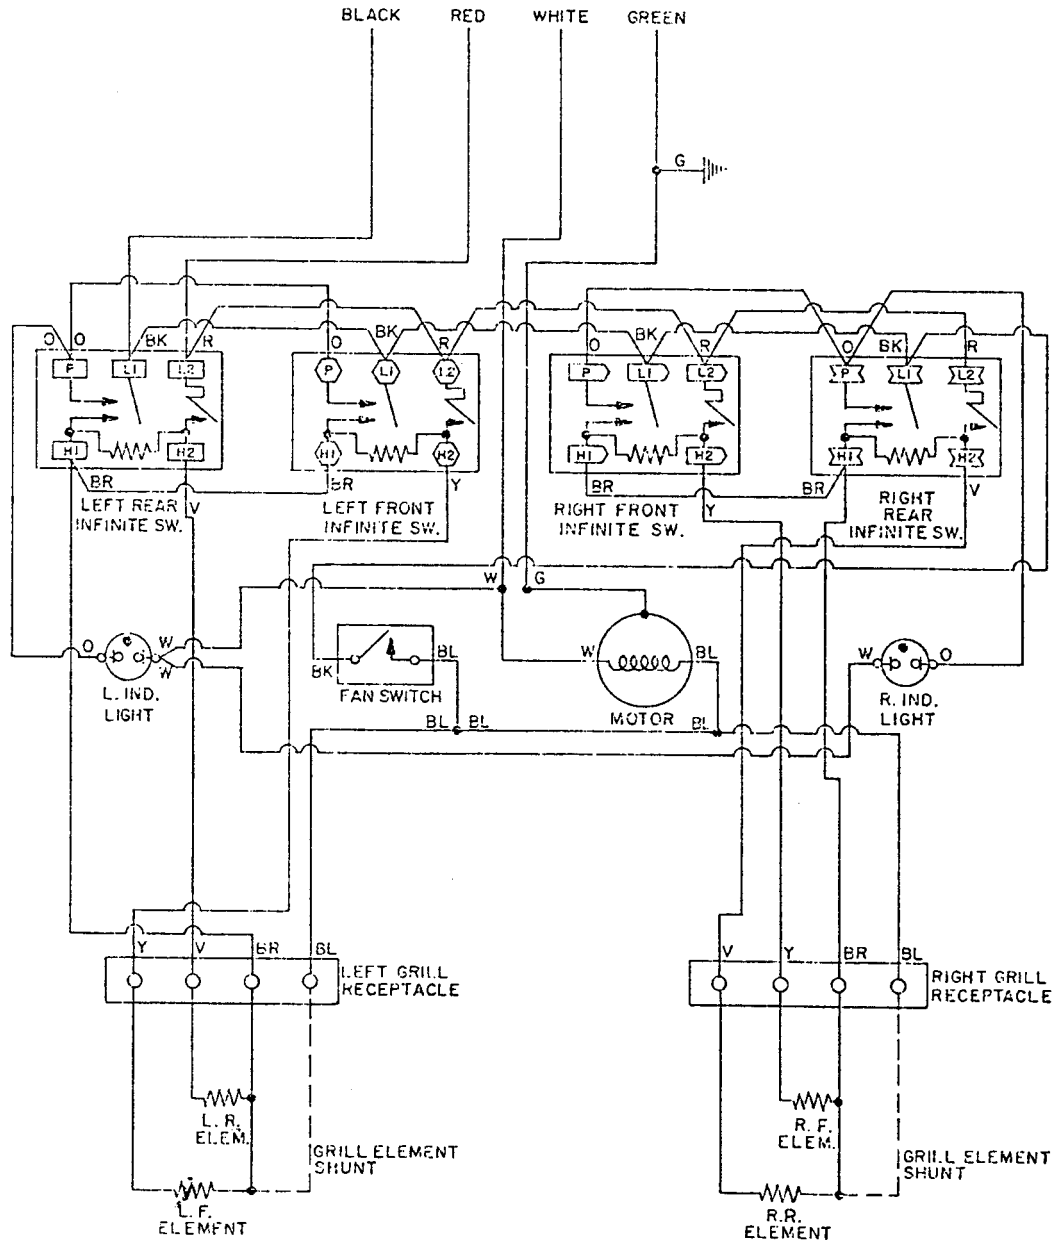 BLACK RED WHITE GREEN
G
O O BK R
O BK R
O BK R
O BK R
P L1 L2
P L1 L2
P L1 L2
P L1 L2
H1 H2
H1 H2
H1 H2
H1 H2
BR V
BR Y
BR Y
BR V
LEFT REAR
INFINITE SW.
LEFT FRONT
INFINITE SW.
RIGHT FRONT
INFINITE SW.
RIGHT
REAR
INFINITE SW.
W G
O W
W
L. IND.
LIGHT
BK BL
FAN SWITCH
W BL
MOTOR
W O
R. IND.
LIGHT
BL BL BL
Y V BR BL
LEFT GRILL
RECEPTACLE
V Y BR BL
RIGHT GRILL
RECEPTACLE
L. R.
ELEM.
R. F.
ELEM.
GRILL ELEMENT
SHUNT
GRILL ELEMENT
SHUNT
L. F.
ELEMENT
R.R.
ELEMENT